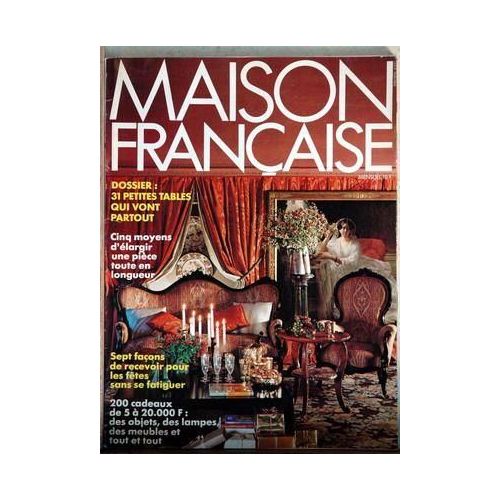 MAISON
FRANÇAISE
DOSSIER :
31 PETITES TABLES
QUI VONT
PARTOUT
Cinq moyens
d'élargir
une pièce
toute en
longueur
Sept façons
de recevoir pour
les fêtes
sans se fatiguer
200 cadeaux
de 5 à 20.000 F :
des objets, des lampes,
des meubles et
tout et tout